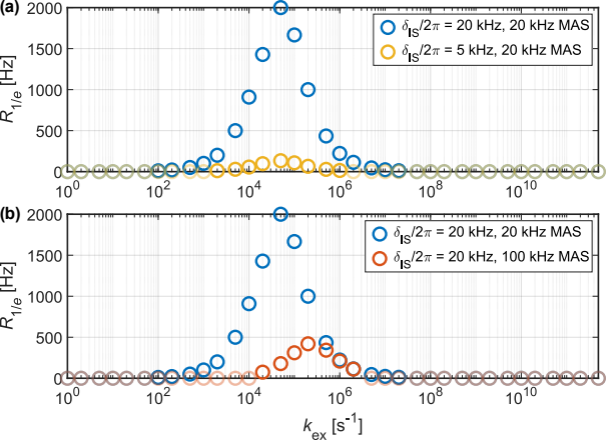 (a)
2000
1500
1000
500
0
R1/e [Hz]
δIS/2π = 20 kHz, 20 kHz MAS
δIS/2π = 5 kHz, 20 kHz MAS
10^0 10^2 10^4 10^6 10^8 10^10
(b)
2000
1500
1000
500
0
R1/e [Hz]
δIS/2π = 20 kHz, 20 kHz MAS
δIS/2π = 20 kHz, 100 kHz MAS
10^0 10^2 10^4 10^6 10^8 10^10
kex [s^-1]